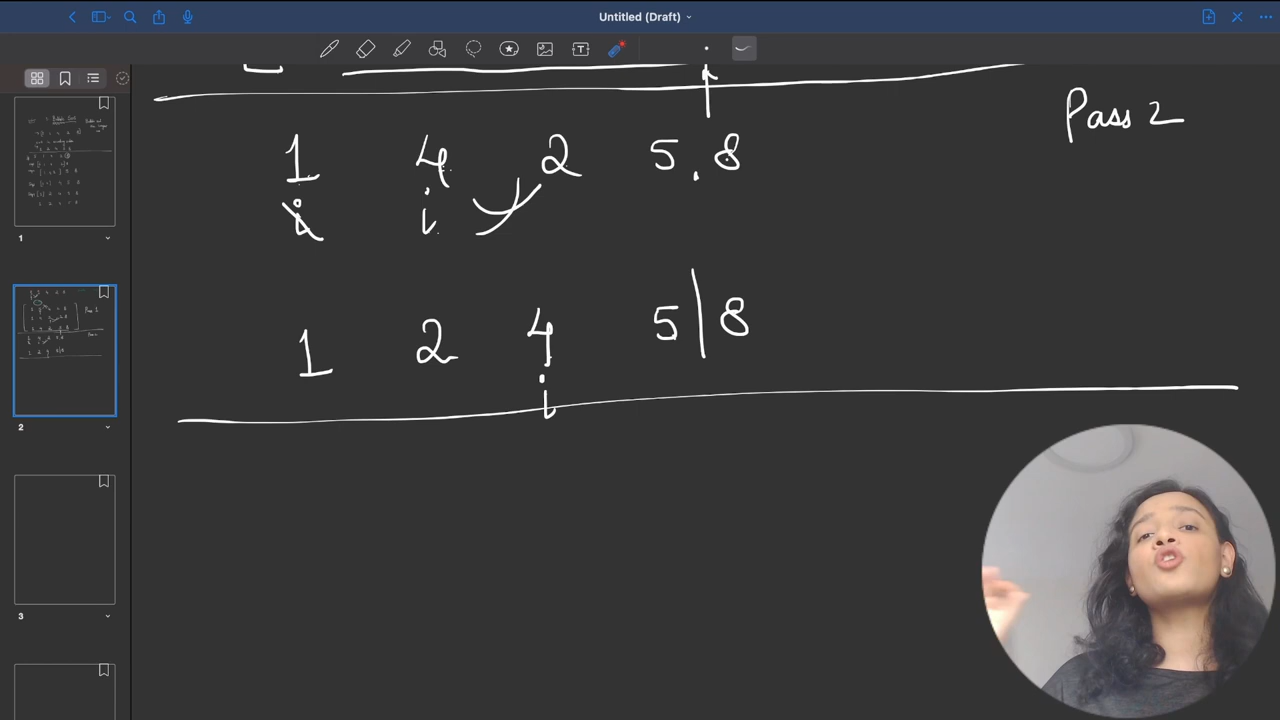 Untitled (Draft)
Pass 2
1 4 2 5. 8
i i
1 2 4 5 | 8
i
1
2
3